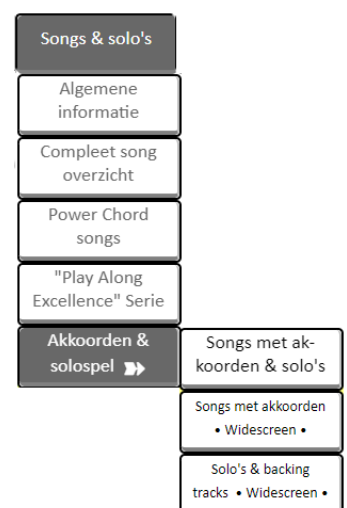 Songs & solo's
Algemene
informatie
Compleet song
overzicht
Power Chord
songs
"Play Along
Excellence" Serie
Akkoorden &
solospel
Songs met ak-
koorden & solo's
Songs met akkoorden
• Widescreen •
Solo's & backing
tracks • Widescreen •